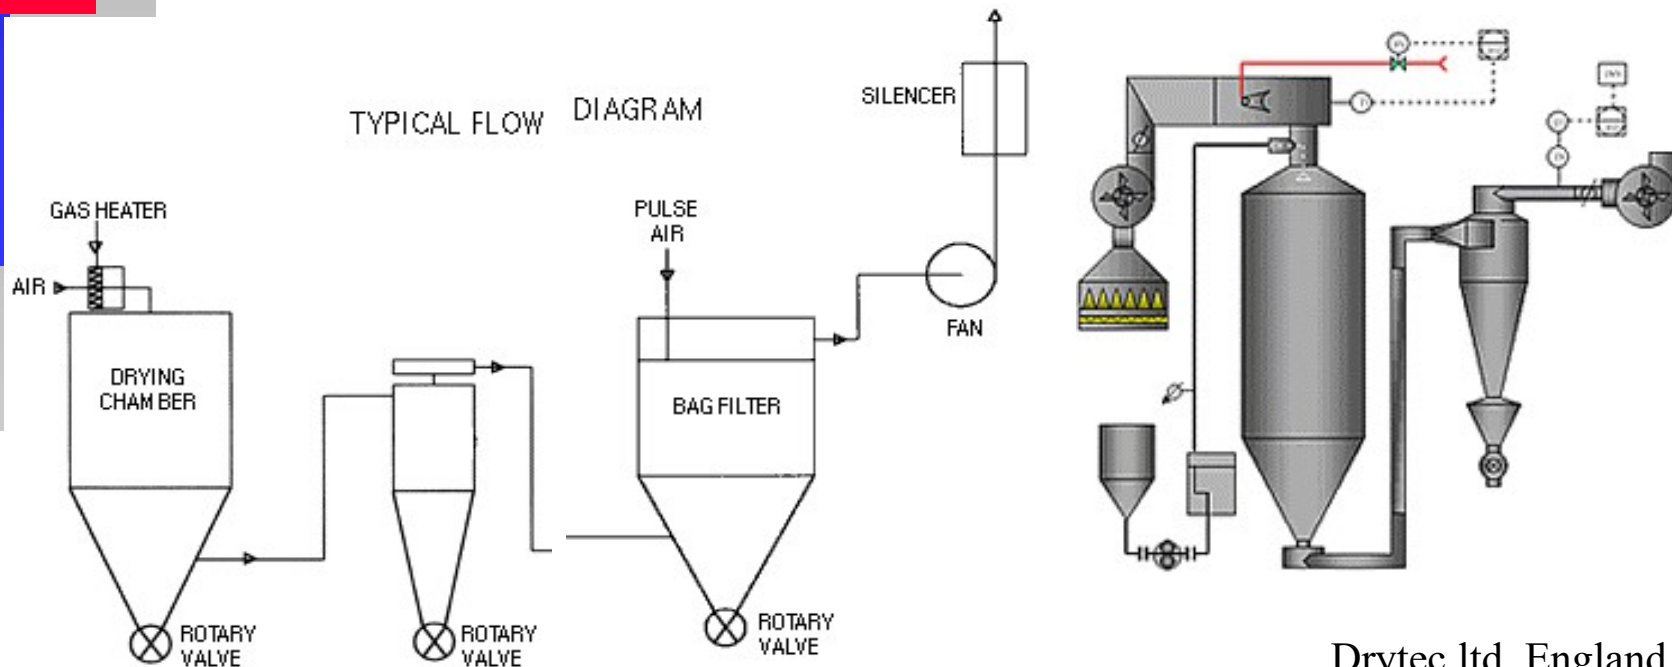 TYPICAL FLOW DIAGRAM
SILENCER
GAS HEATER
PULSE
AIR
AIR
FAN
DRYING
CHAMBER
BAG FILTER
ROTARY
VALVE
ROTARY
VALVE
ROTARY
VALVE
Drytec ltd, England